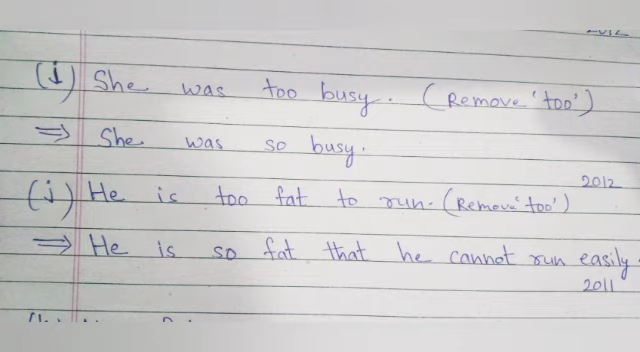 (i) She was too busy. (Remove 'too')
⇒ She was so busy.
2012
(j) He is too fat to run. (Remove 'too')
⇒ He is so fat that he cannot run easily.
2011